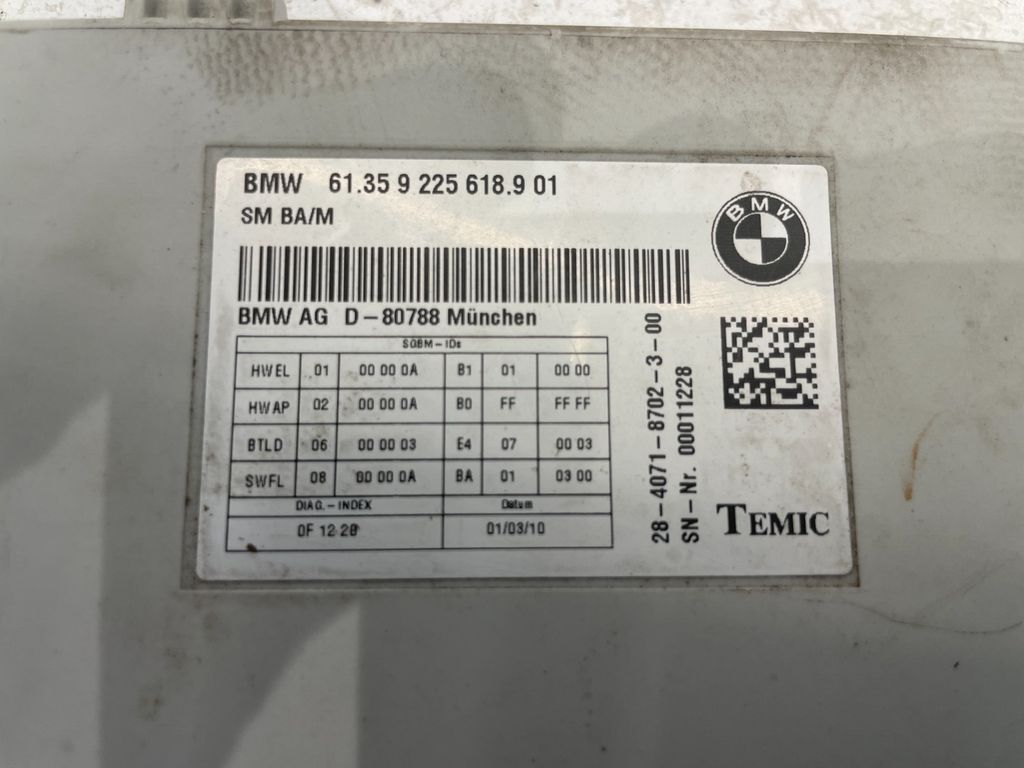 BMW 61.35 9 225 618.9 01
SM BA/M
BMW
BMW AG D-80788 München
SGBM-IDs
HWEL 01 00 00 0A B1 01 00 00
HWAP 02 00 00 0A B0 FF FF FF
BTLD 06 00 00 03 E4 07 00 03
SWFL 08 00 00 0A BA 01 03 00
DIAG.-INDEX Datum
0F 12 20 01/03/10
28-4071-8702-3-00
SN-Nr. 00011228
TEMIC